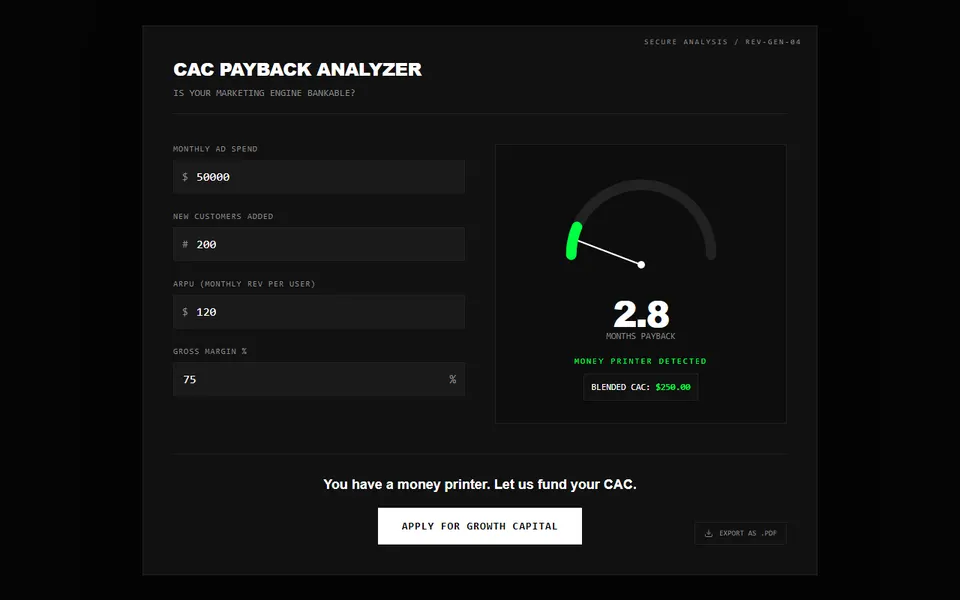 SECURE ANALYSIS / REV-GEN-04
CAC PAYBACK ANALYZER
IS YOUR MARKETING ENGINE BANKABLE?
MONTHLY AD SPEND
$ 50000
NEW CUSTOMERS ADDED
# 200
ARPU (MONTHLY REV PER USER)
$ 120
GROSS MARGIN %
75 %
2.8
MONTHS PAYBACK
MONEY PRINTER DETECTED
BLENDED CAC: $250.00
You have a money printer. Let us fund your CAC.
APPLY FOR GROWTH CAPITAL
EXPORT AS .PDF